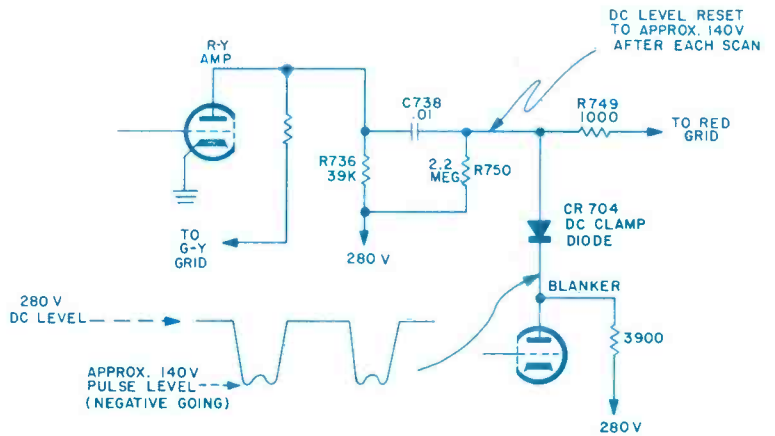 DC LEVEL RESET
TO APPROX. 140V
AFTER EACH SCAN
R-Y
AMP
C738
.01
R749
1000
TO RED
GRID
R736
39K
2.2
MEG
R750
TO
G-Y
GRID
280 V
CR 704
DC CLAMP
DIODE
BLANKER
280 V
DC LEVEL
3900
APPROX. 140V
PULSE LEVEL
(NEGATIVE GOING)
280 V